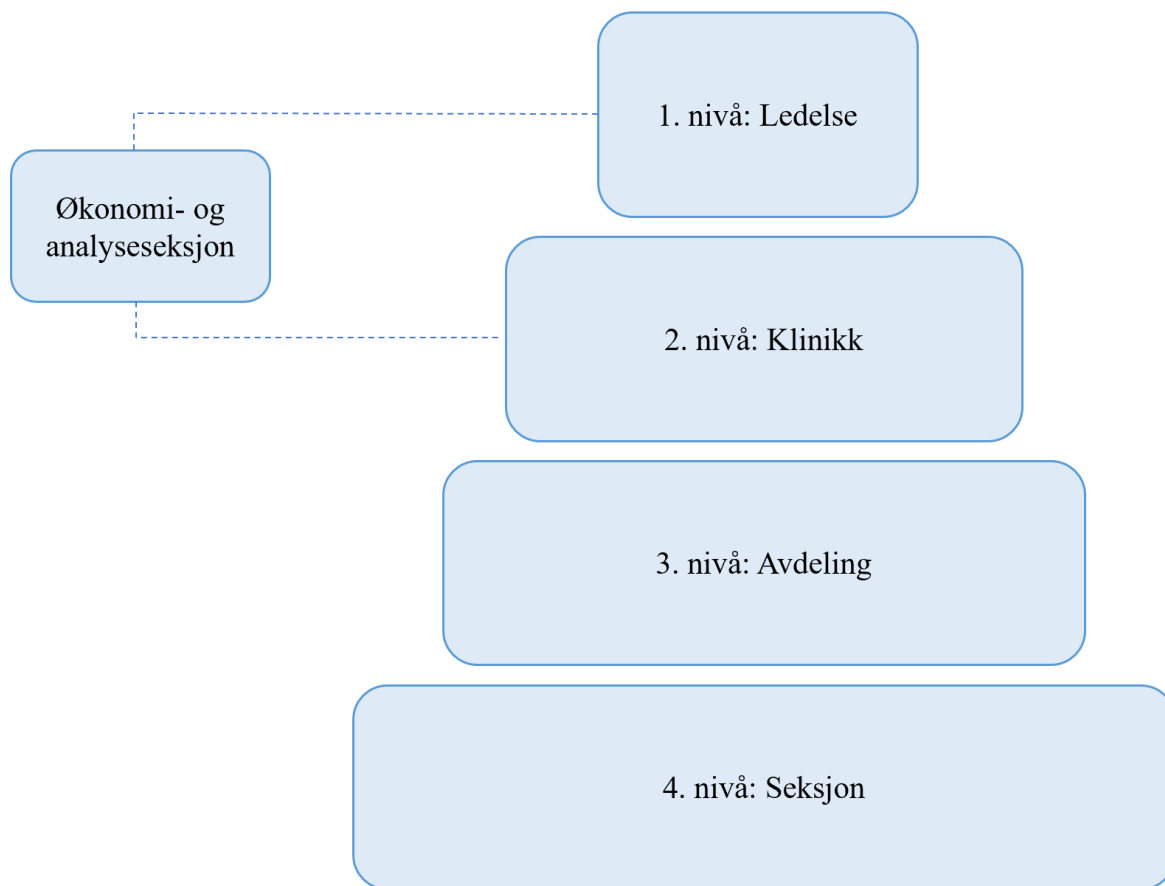 1. nivå: Ledelse
Økonomi- og
analyseseksjon
2. nivå: Klinikk
3. nivå: Avdeling
4. nivå: Seksjon